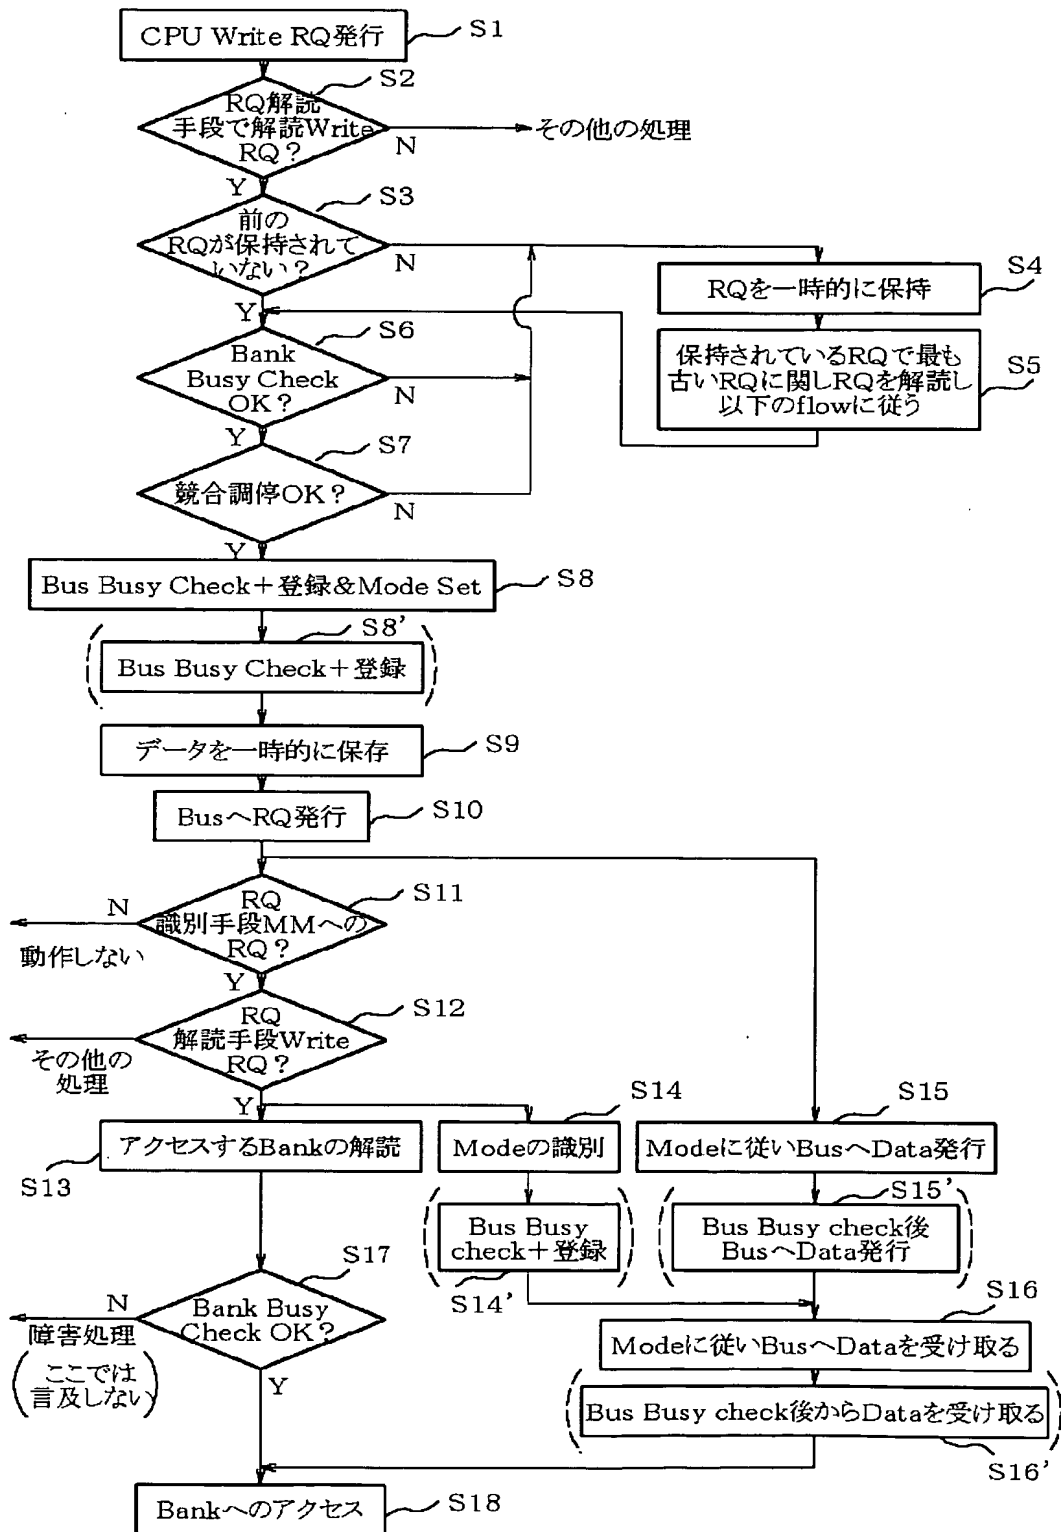 CPU Write RQ発行
S1
S2
RQ解読
手段で解読Write
RQ？
N
その他の処理
Y
S3
前の
RQが保持されて
いない？
N
Y
S4
RQを一時的に保持
S5
保持されているRQで最も
古いRQに関しRQを解読し
以下のflowに従う
S6
Bank
Busy Check
OK？
N
Y
S7
競合調停OK？
N
Y
Bus Busy Check＋登録＆Mode Set
S8
S8'
Bus Busy Check＋登録
データを一時的に保存
S9
BusへRQ発行
S10
S11
RQ
識別手段MMへの
RQ？
N
動作しない
Y
S12
RQ
解読手段Write
RQ？
その他の
処理
Y
S13
アクセスするBankの解読
S14
Modeの識別
S15
Modeに従いBusへData発行
Bus Busy
check＋登録
S14'
S15'
Bus Busy check後
BusへData発行
S17
Bank Busy
Check OK？
N
障害処理
(ここでは
言及しない)
Y
S16
Modeに従いBusへDataを受け取る
Bus Busy check後からDataを受け取る
S16'
Bankへのアクセス
S18